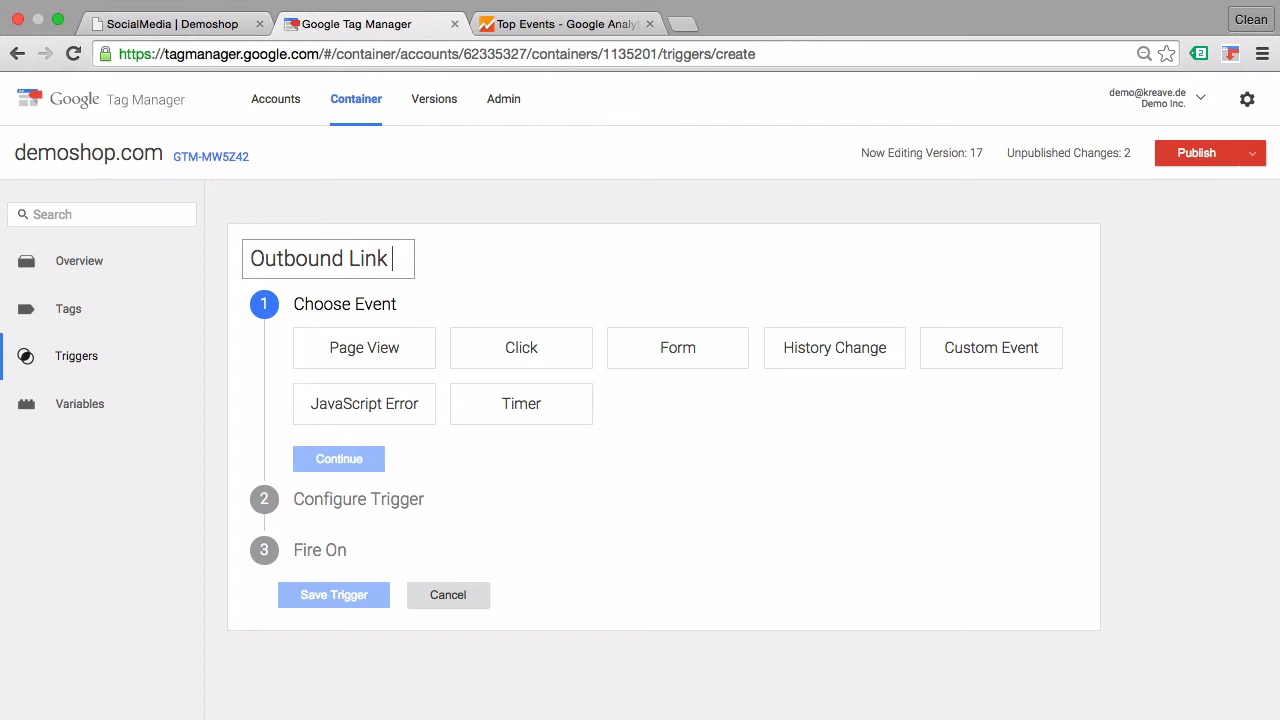 SocialMedia | Demoshop
Google Tag Manager
Top Events - Google Analyt
Clean
https://tagmanager.google.com/#/container/accounts/62335327/containers/1135201/triggers/create
Google Tag Manager
Accounts
Container
Versions
Admin
demo@kreave.de
Demo Inc.
demoshop.com
GTM-MW5Z42
Now Editing Version: 17
Unpublished Changes: 2
Publish
Search
Overview
Tags
Triggers
Variables
Outbound Link
1
Choose Event
Page View
Click
Form
History Change
Custom Event
JavaScript Error
Timer
Continue
2
Configure Trigger
3
Fire On
Save Trigger
Cancel